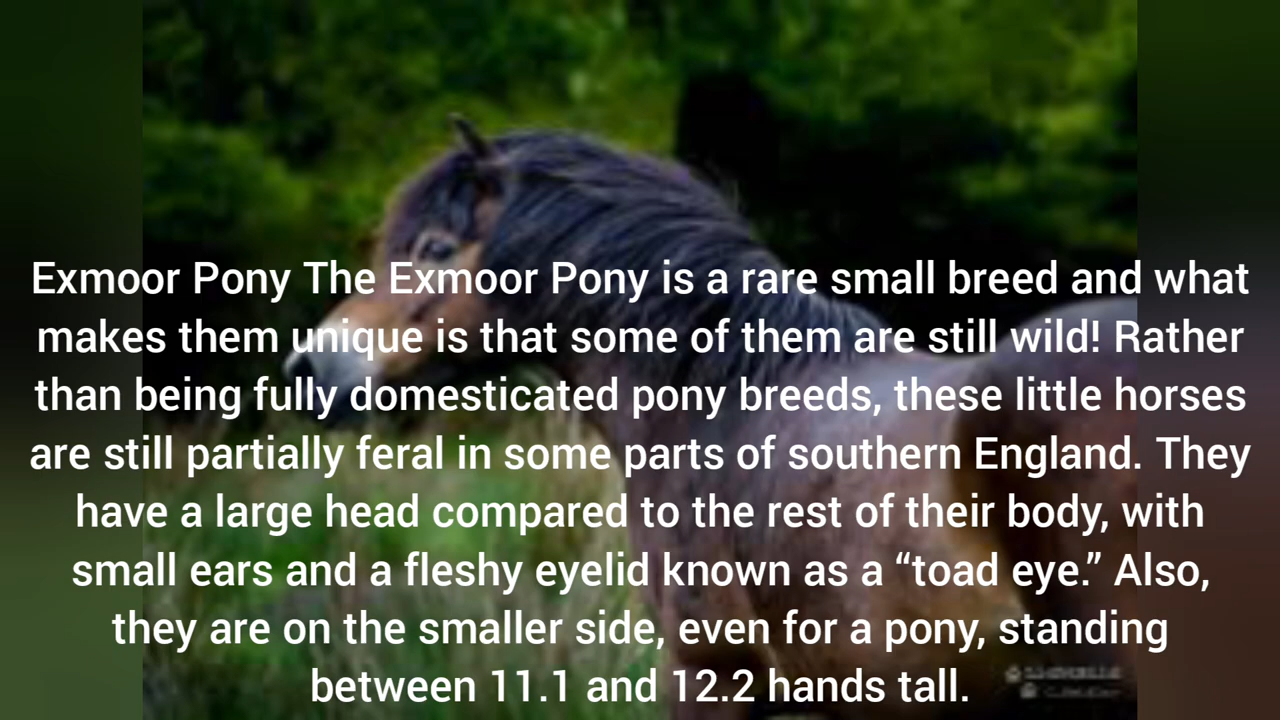 Exmoor Pony The Exmoor Pony is a rare small breed and what
makes them unique is that some of them are still wild! Rather
than being fully domesticated pony breeds, these little horses
are still partially feral in some parts of southern England. They
have a large head compared to the rest of their body, with
small ears and a fleshy eyelid known as a “toad eye.” Also,
they are on the smaller side, even for a pony, standing
between 11.1 and 12.2 hands tall.